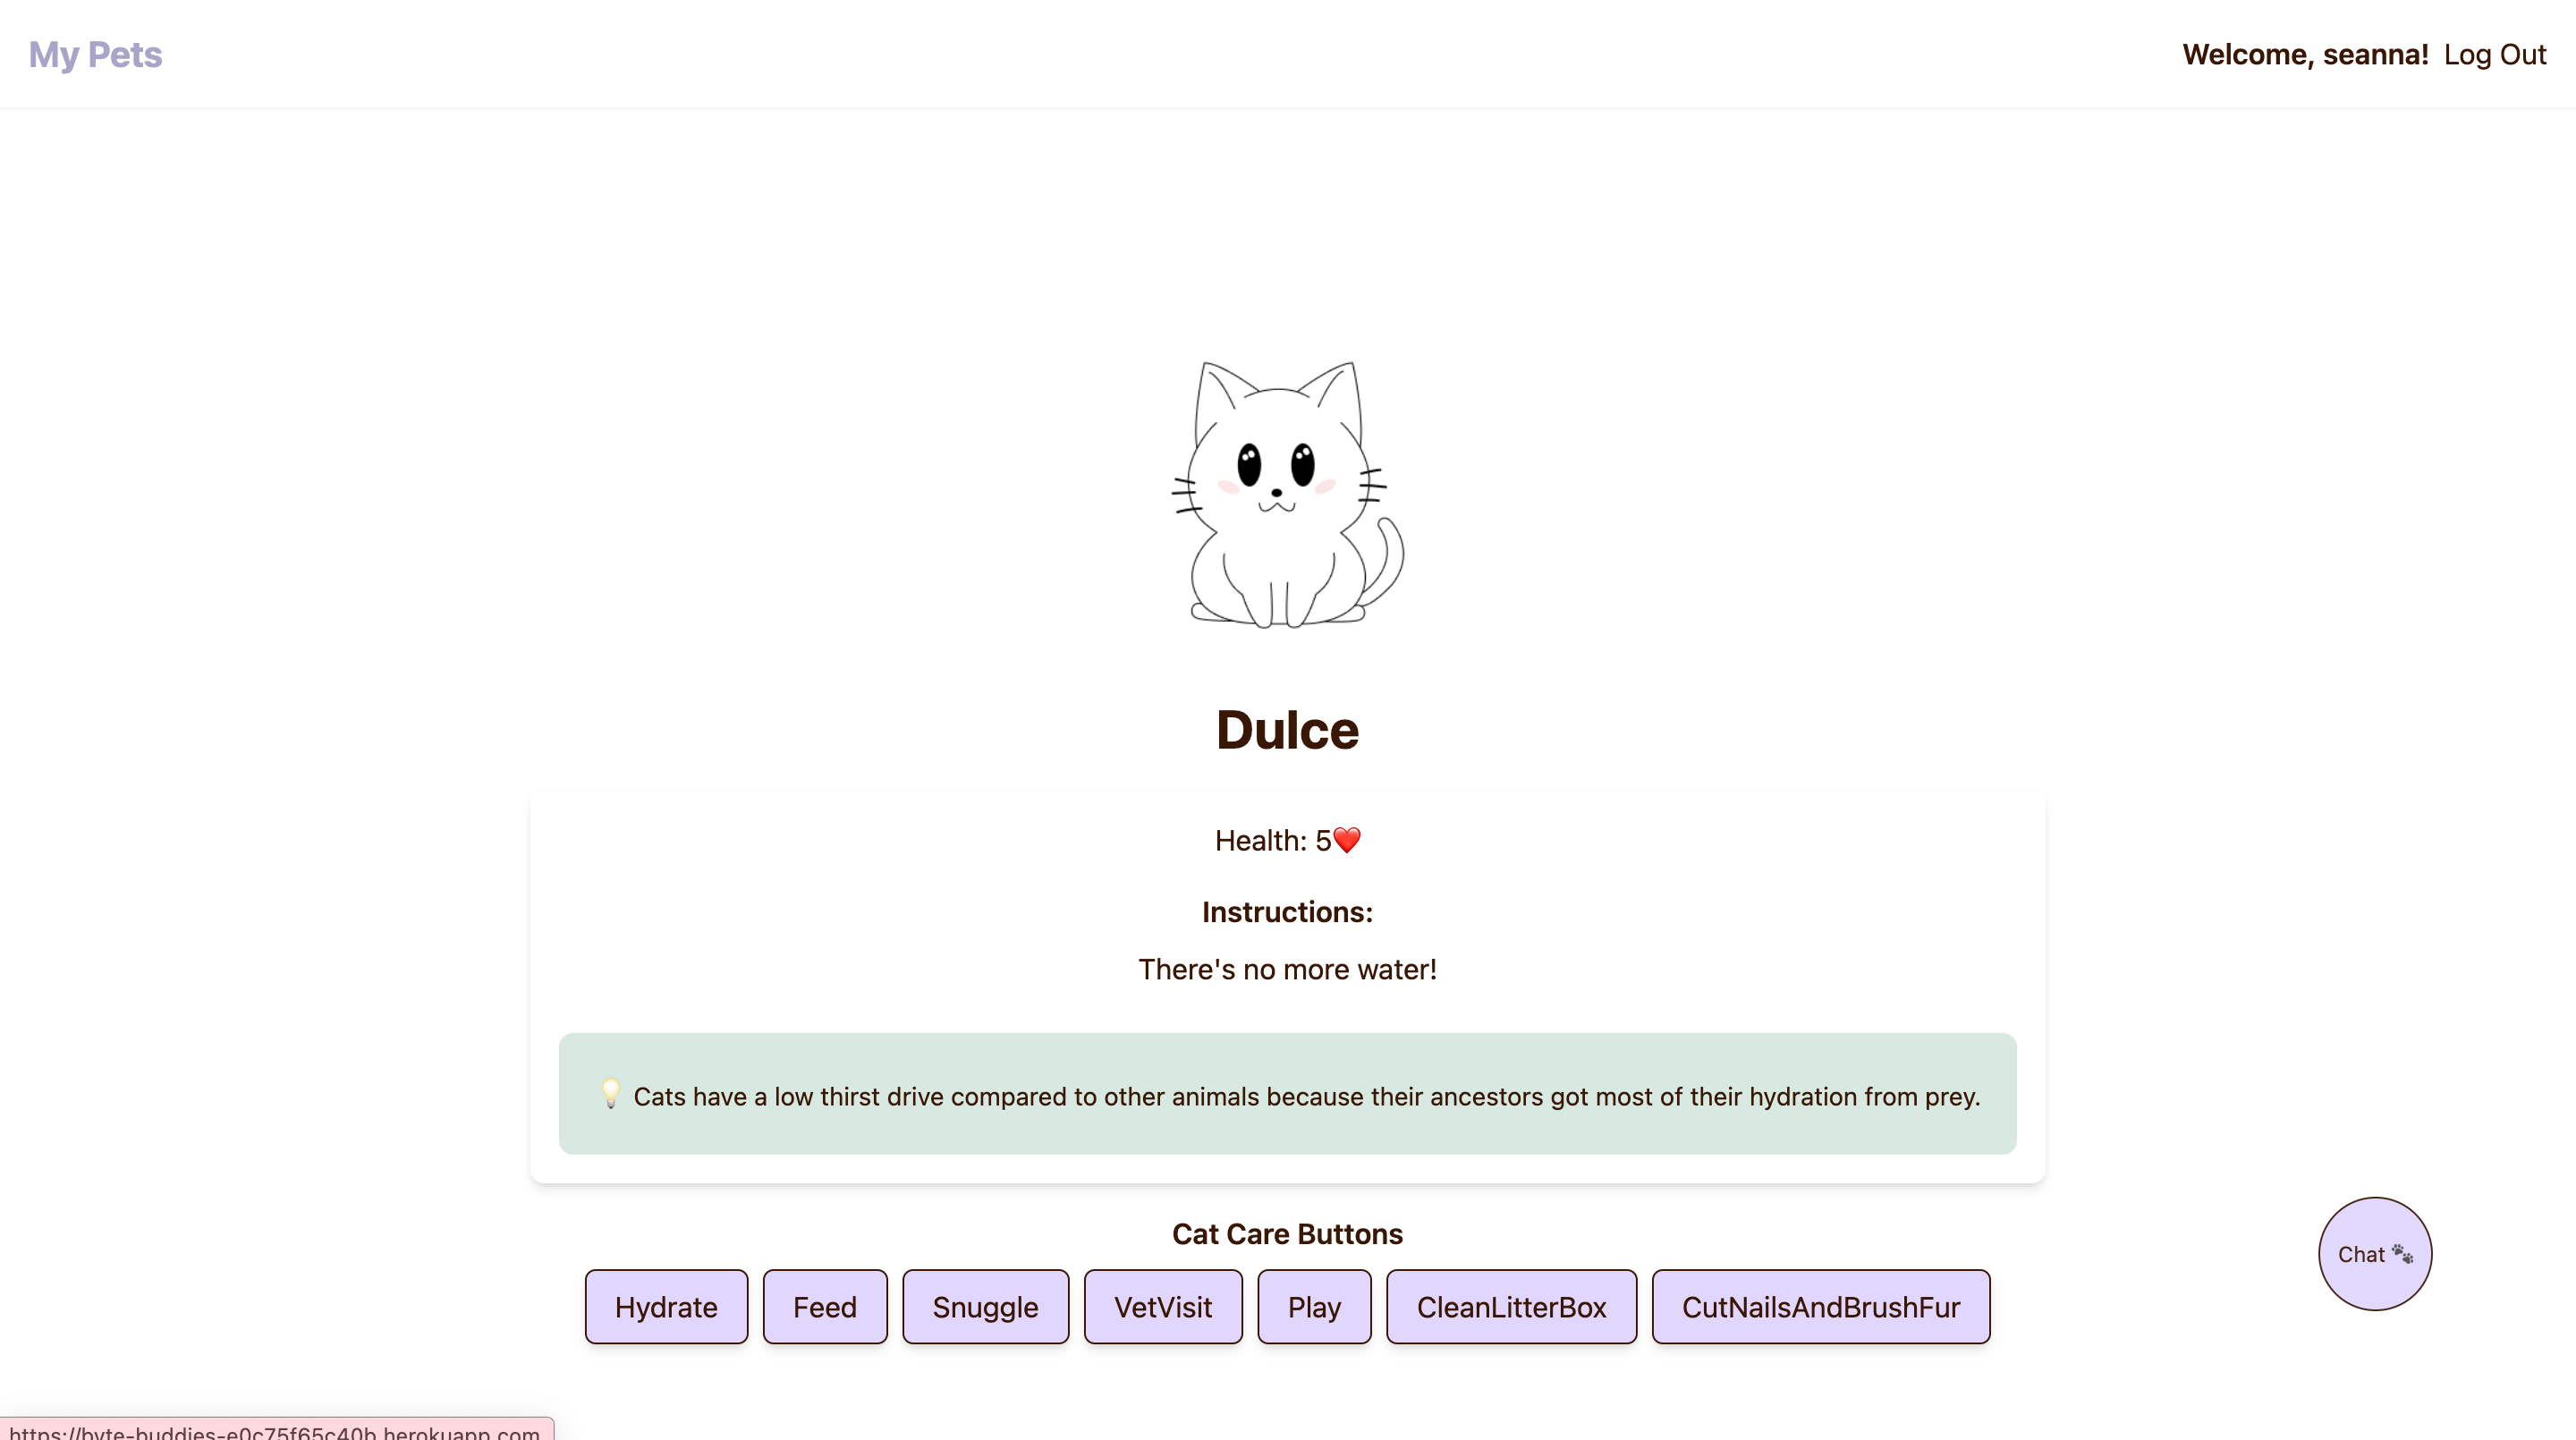 My Pets
Welcome, seanna! Log Out
Dulce
Health: 5❤️
Instructions:
There's no more water!
💡 Cats have a low thirst drive compared to other animals because their ancestors got most of their hydration from prey.
Cat Care Buttons
Hydrate Feed Snuggle VetVisit Play CleanLitterBox CutNailsAndBrushFur
Chat 🐾
https://byte-buddies-e0c75f65c40b.herokuapp.com